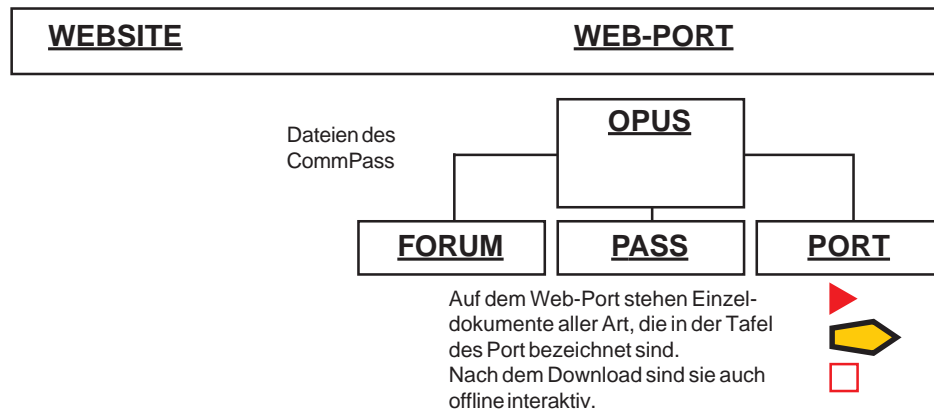 WEBSITE WEB-PORT
OPUS
Dateien des
CommPass
FORUM PASS PORT
Auf dem Web-Port stehen Einzel-
dokumente aller Art, die in der Tafel
des Port bezeichnet sind.
Nach dem Download sind sie auch
offline interaktiv.